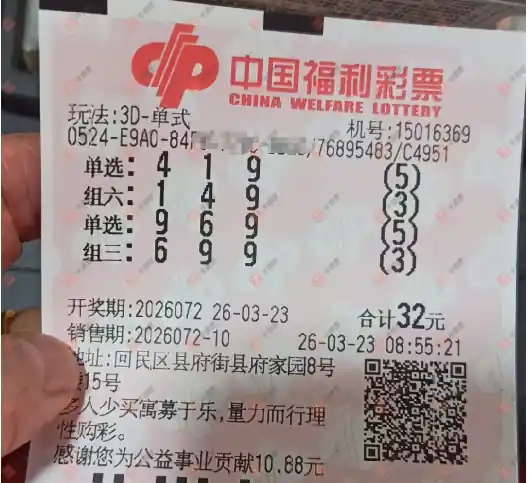 中国福利彩票
CHINA WELFARE LOTTERY
玩法:3D-单式
机号:15016369
0524-E9A0-84 /76895483/C4951
单选: 4 1 9 (5)
组六: 1 4 9 (3)
单选: 9 6 9 (5)
组三: 6 9 9 (3)
开奖期:2026072 26-03-23 合计32元
销售期:2026072-10 26-03-23 08:55:21
地址:回民区县府街县府家园8号
15号
多人少买寓募于乐,量力而行理
性购彩。
感谢您为公益事业贡献10.88元